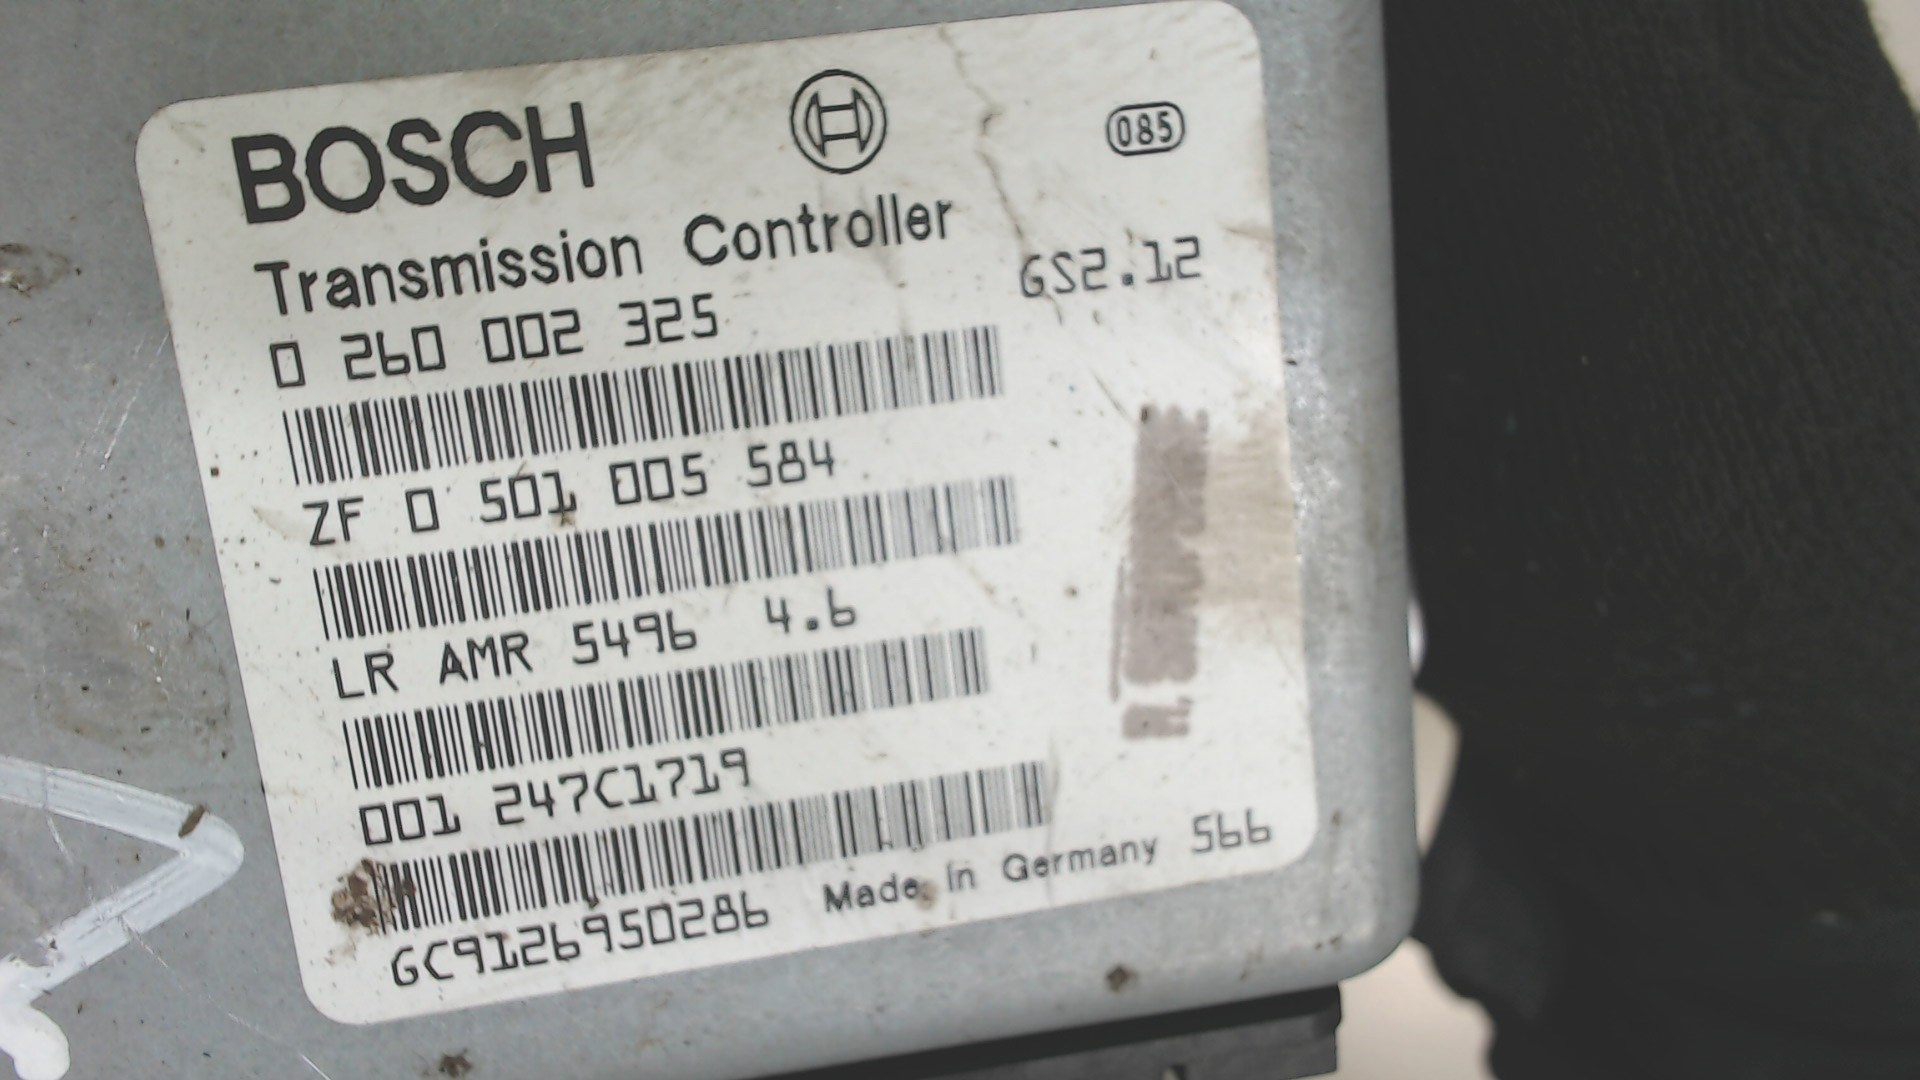 BOSCH
085
Transmission Controller
GS2.12
0 260 002 325
ZF 0 501 005 584
LR AMR 5496 4.6
001 247C1719
GC9126950286 Made in Germany 566